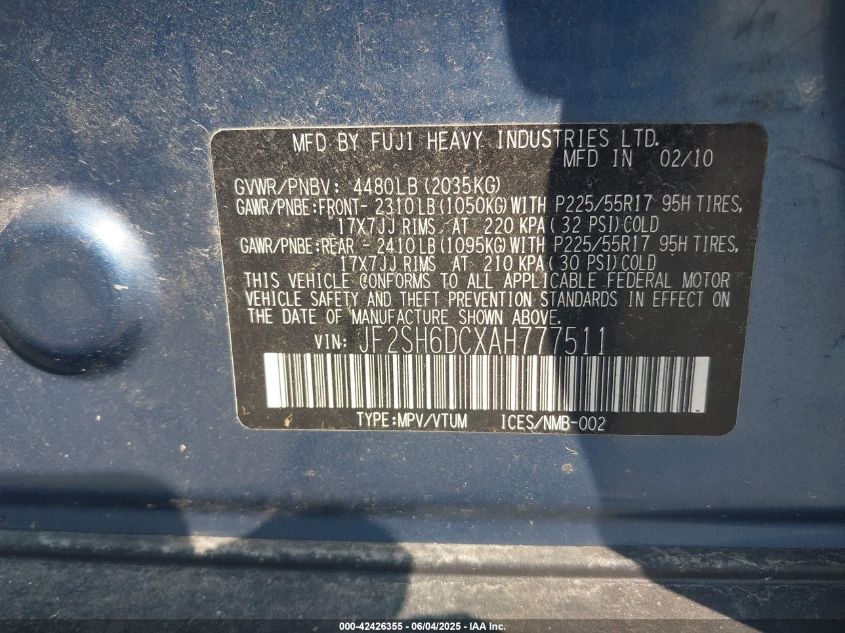 MFD BY FUJI HEAVY INDUSTRIES LTD.
MFD IN 02/10
GVWR/PNBV: 4480LB (2035KG)
GAWR/PNBE:FRONT- 2310LB (1050KG) WITH P225/55R17 95H TIRES,
17X7JJ RIMS AT 220 KPA (32 PSI) COLD
GAWR/PNBE:REAR - 2410LB (1095KG) WITH P225/55R17 95H TIRES,
17X7JJ RIMS AT 210 KPA (30 PSI) COLD
THIS VEHICLE CONFORMS TO ALL APPLICABLE FEDERAL MOTOR
VEHICLE SAFETY AND THEFT PREVENTION STANDARDS IN EFFECT ON
THE DATE OF MANUFACTURE SHOWN ABOVE.
VIN: JF2SH6DCXAH777511
TYPE:MPV/VTUM ICES/NMB-002
000-42426355 - 06/04/2025 - IAA Inc.